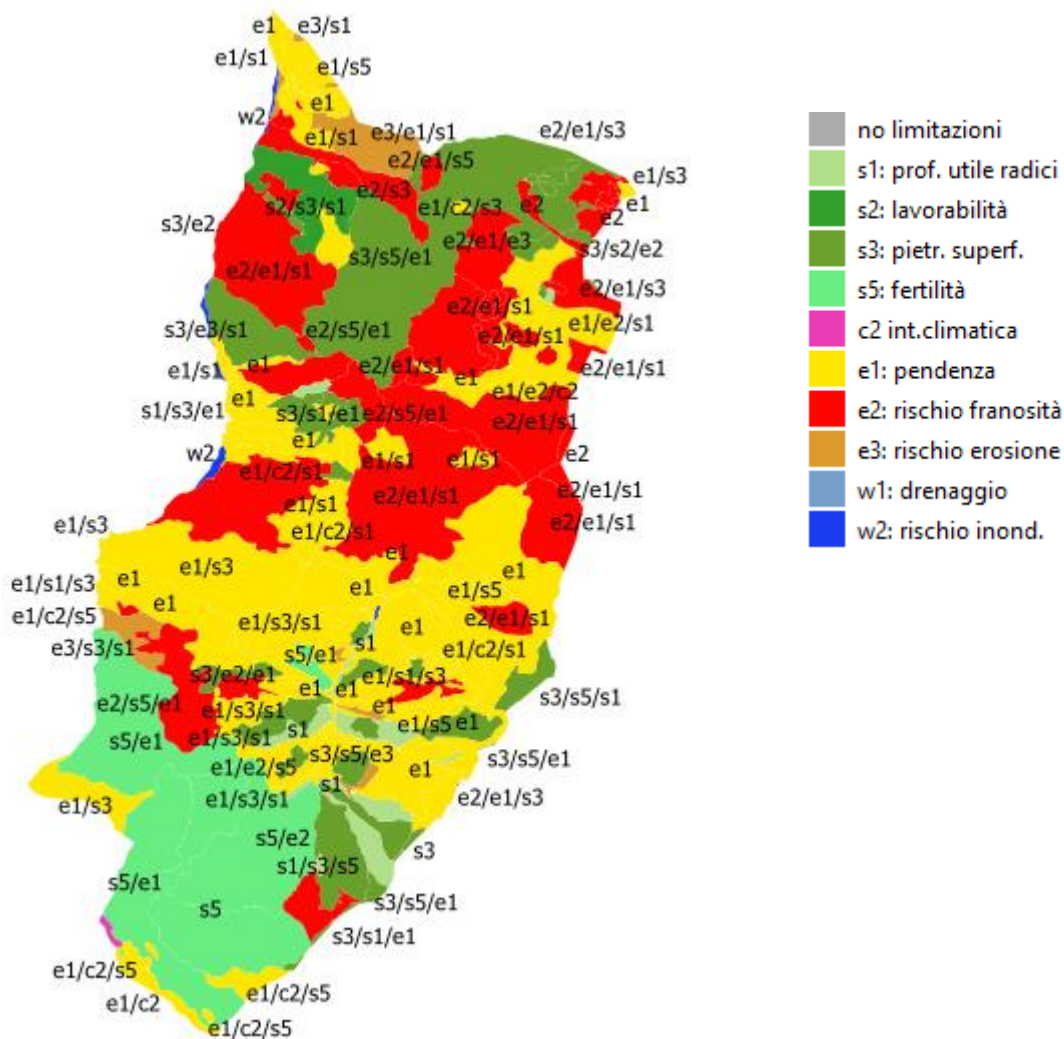 e1
e3/s1
e1/s1
e1/s5
e1
w2
e1/s1
e3/e1/s1
e2/e1/s3
e2/e1/s5
e1/s3
e2/s3
e1
s2/s3/s1
e1/c2/s3
e2
e2
s3/e2
e2/e1/e3
s3/s2/e2
s3/s5/e1
e2/e1/s1
e2/e1/s3
e2/e1/s1
s3/e3/s1
e2/s5/e1
e1/e2/s1
e2/e1/s1
e1
e2/e1/s1
e2/e1/s1
e1/s1
e1
e1/e2/c2
e1
s1/s3/e1
s3/s1/e1
e2/s5/e1
e2/e1/s1
e1
w2
e1/s1
e1/s1
e2
e1/c2/s1
e2/e1/s1
e1/s1
e2/e1/s1
e1/s3
e1/c2/s1
e2/e1/s1
e1
e1/s3
e1
e1/s1/s3
e1
e1
e1/s5
e1
e1/c2/s5
e1/s3/s1
e1
e2/e1/s1
e3/s3/s1
s1
s5/e1
e1/c2/s1
s3/e2/e1
e1/s1/s3
e1
e1
s3/s5/s1
e2/s5/e1
e1/s3/s1
e1
e1/s5
e1
s1
s5/e1
e1/s3/s1
s3/s5/e3
s3/s5/e1
e1/e2/s5
e1
s1
e1/s3
e1/s3/s1
e2/e1/s3
s5/e2
s3
s1/s3/s5
s5/e1
s3/s5/e1
s5
s3/s1/e1
e1/c2/s5
e1/c2/s5
e1/c2
e1/c2/s5
no limitazioni
s1: prof. utile radici
s2: lavorabilità
s3: pietr. superf.
s5: fertilità
c2 int.climatica
e1: pendenza
e2: rischio franosità
e3: rischio erosione
w1: drenaggio
w2: rischio inond.